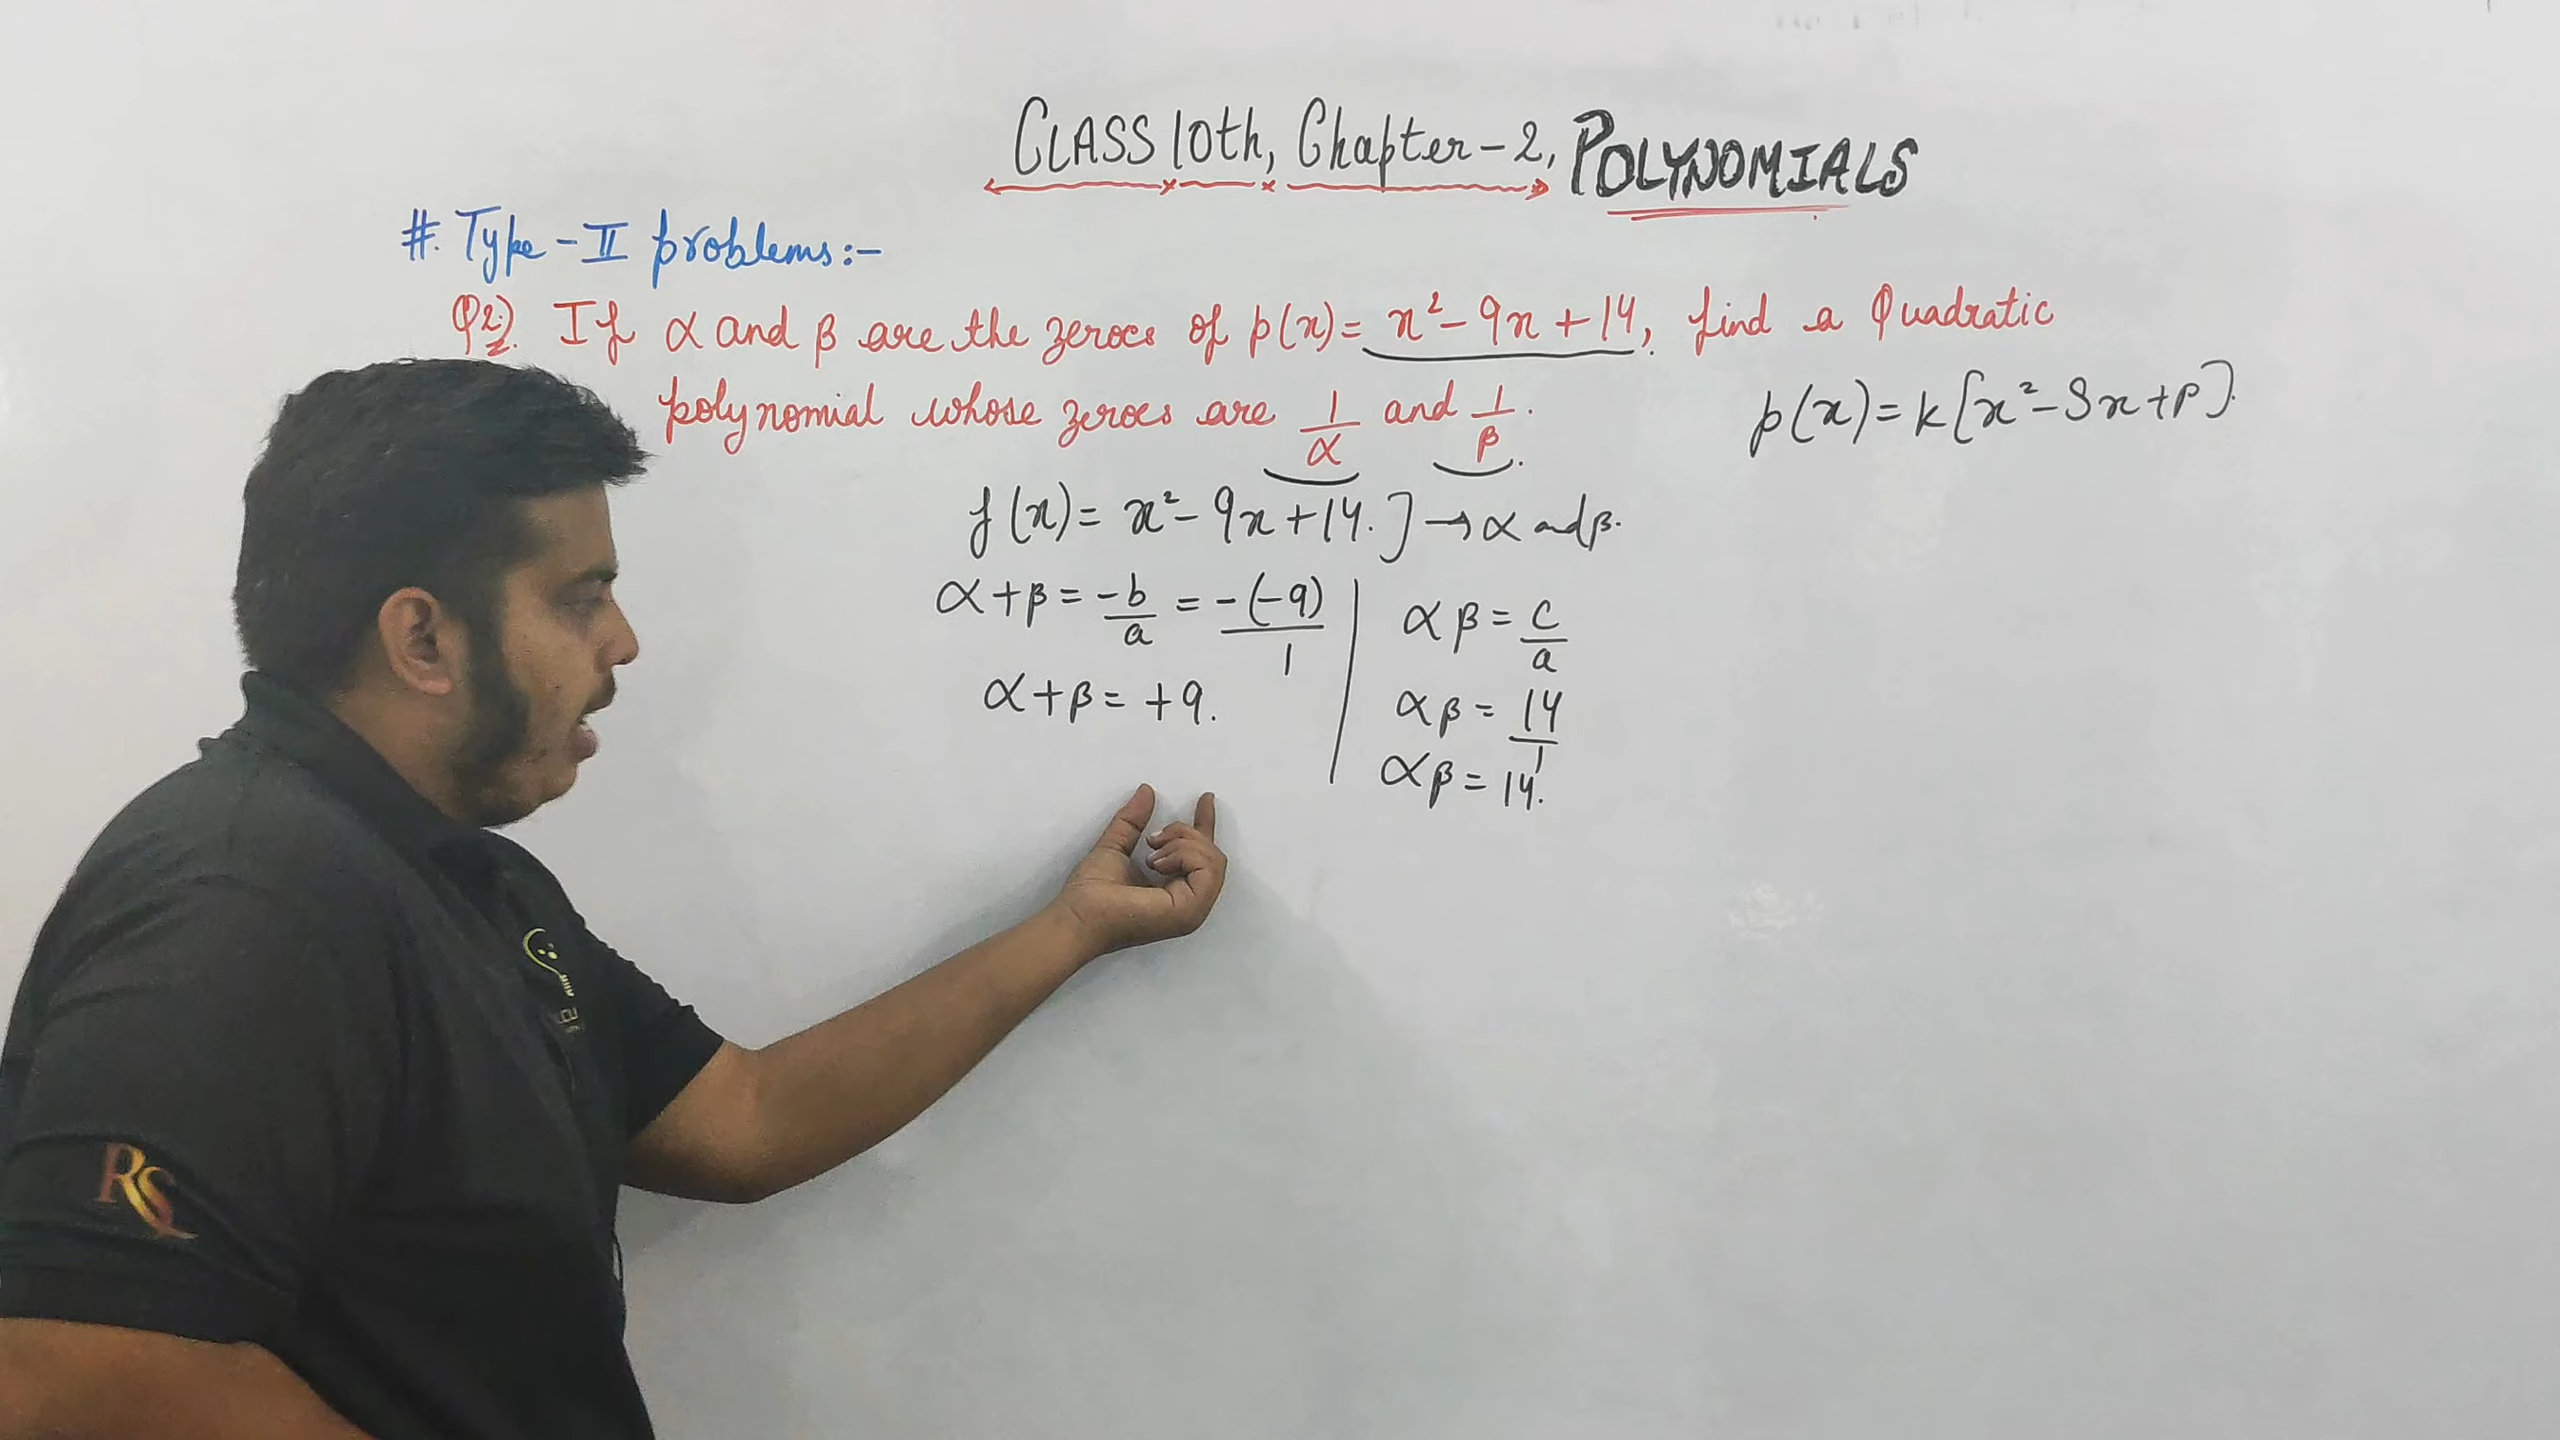 CLASS 10th, Chapter-2, POLYNOMIALS
#. Type-II problems:-
Q2). If α and β are the zeroes of p(x)= x²-9x+14, find a Quadratic
polynomial whose zeroes are 1/α and 1/β.
p(x)=k[x²-Sx+P].
f(x)= x²-9x+14.] → α and β.
α+β = -b/a = -(-9)/1
α+β = +9.
αβ = c/a
αβ = 14/1
αβ = 14.
RS